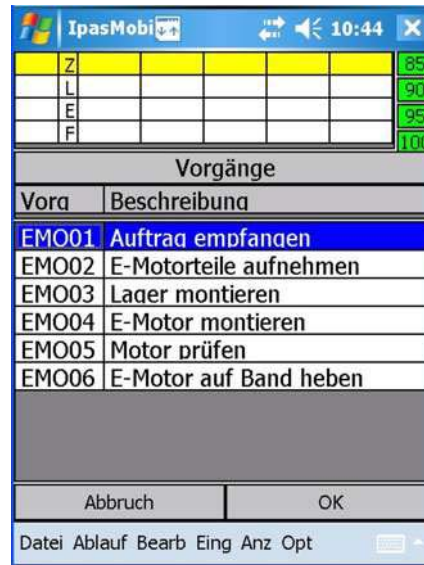 IpasMobi 10:44
Z 85
L 90
E 95
F 100
Vorgänge
Vorg Beschreibung
EMO01 Auftrag empfangen
EMO02 E-Motorteile aufnehmen
EMO03 Lager montieren
EMO04 E-Motor montieren
EMO05 Motor prüfen
EMO06 E-Motor auf Band heben
Abbruch OK
Datei Ablauf Bearb Eing Anz Opt